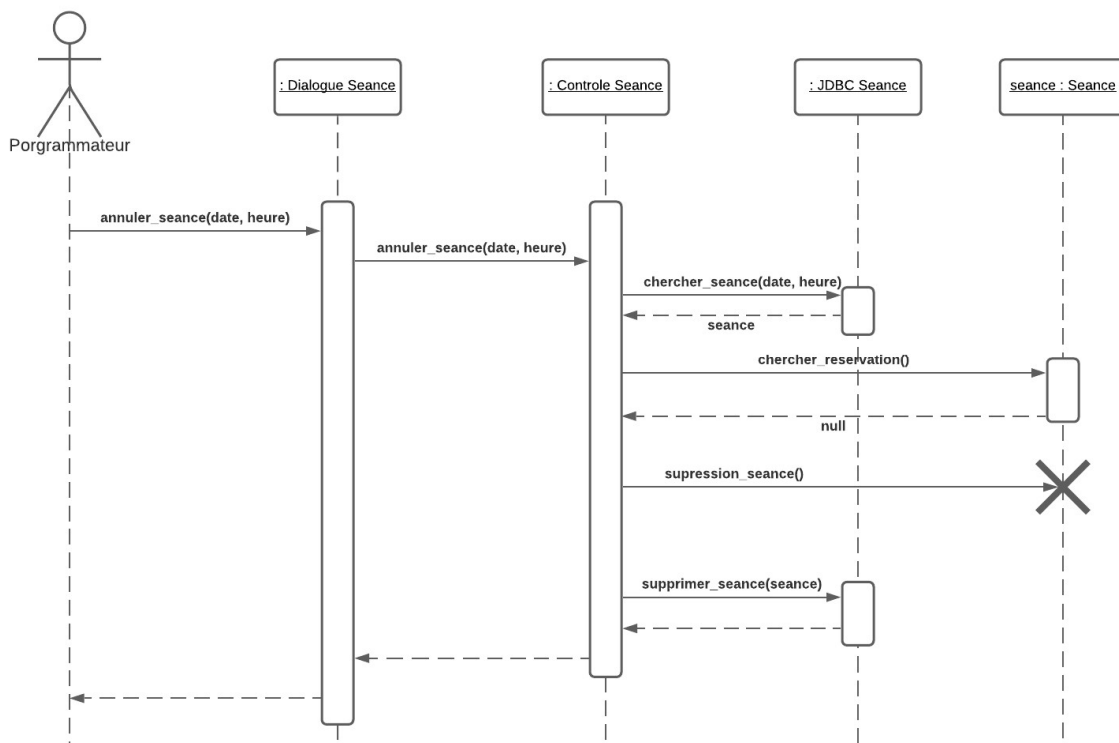 : Dialogue Seance
: Controle Seance
: JDBC Seance
seance : Seance
Porgrammateur
annuler_seance(date, heure)
annuler_seance(date, heure)
chercher_seance(date, heure)
seance
chercher_reservation()
null
supression_seance()
supprimer_seance(seance)